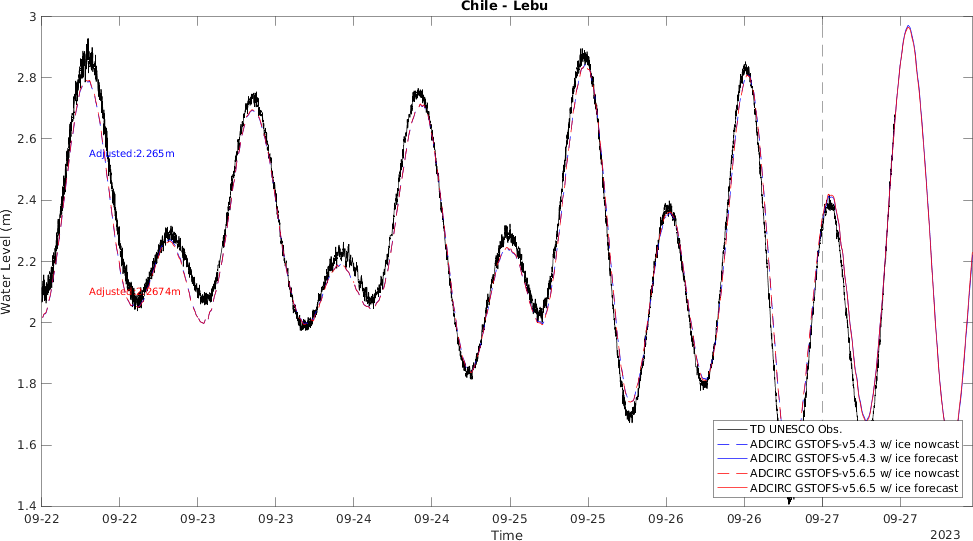 Chile - Lebu
3
2.8
2.6
2.4
2.2
2
1.8
1.6
1.4
Water Level (m)
Adjusted:2.265m
Adjusted:2.2674m
TD UNESCO Obs.
ADCIRC GSTOFS-v5.4.3 w/ ice nowcast
ADCIRC GSTOFS-v5.4.3 w/ ice forecast
ADCIRC GSTOFS-v5.6.5 w/ ice nowcast
ADCIRC GSTOFS-v5.6.5 w/ ice forecast
09-22 09-22 09-23 09-23 09-24 09-24 09-25 09-25 09-26 09-26 09-27 09-27
Time
2023